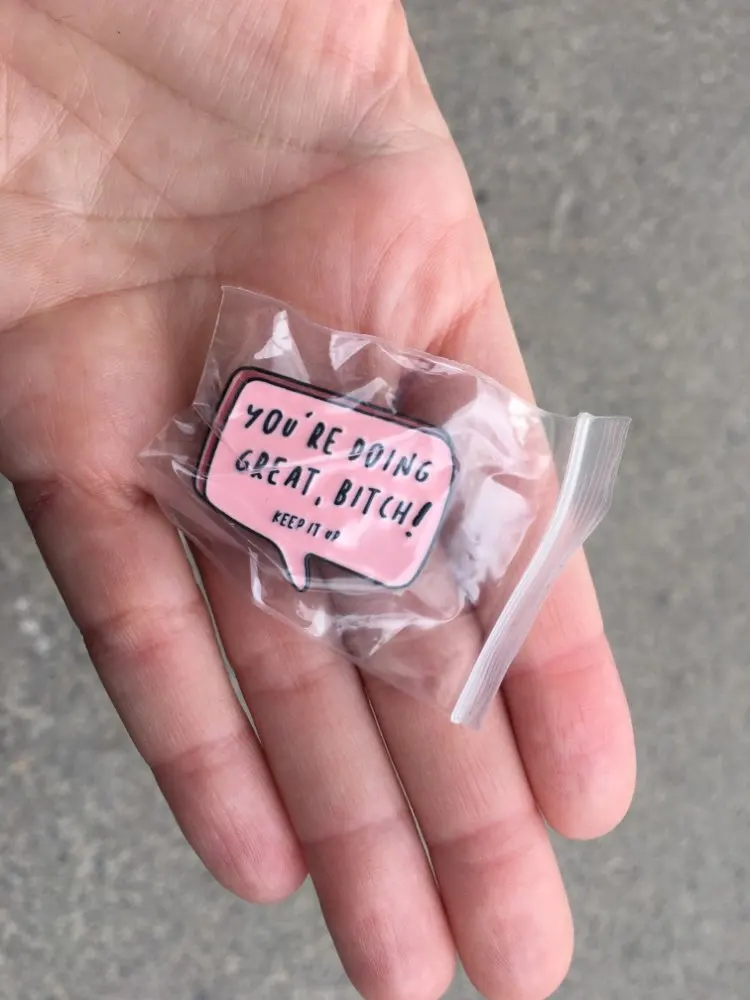 YOU'RE DOING
GREAT, BITCH!
KEEP IT UP